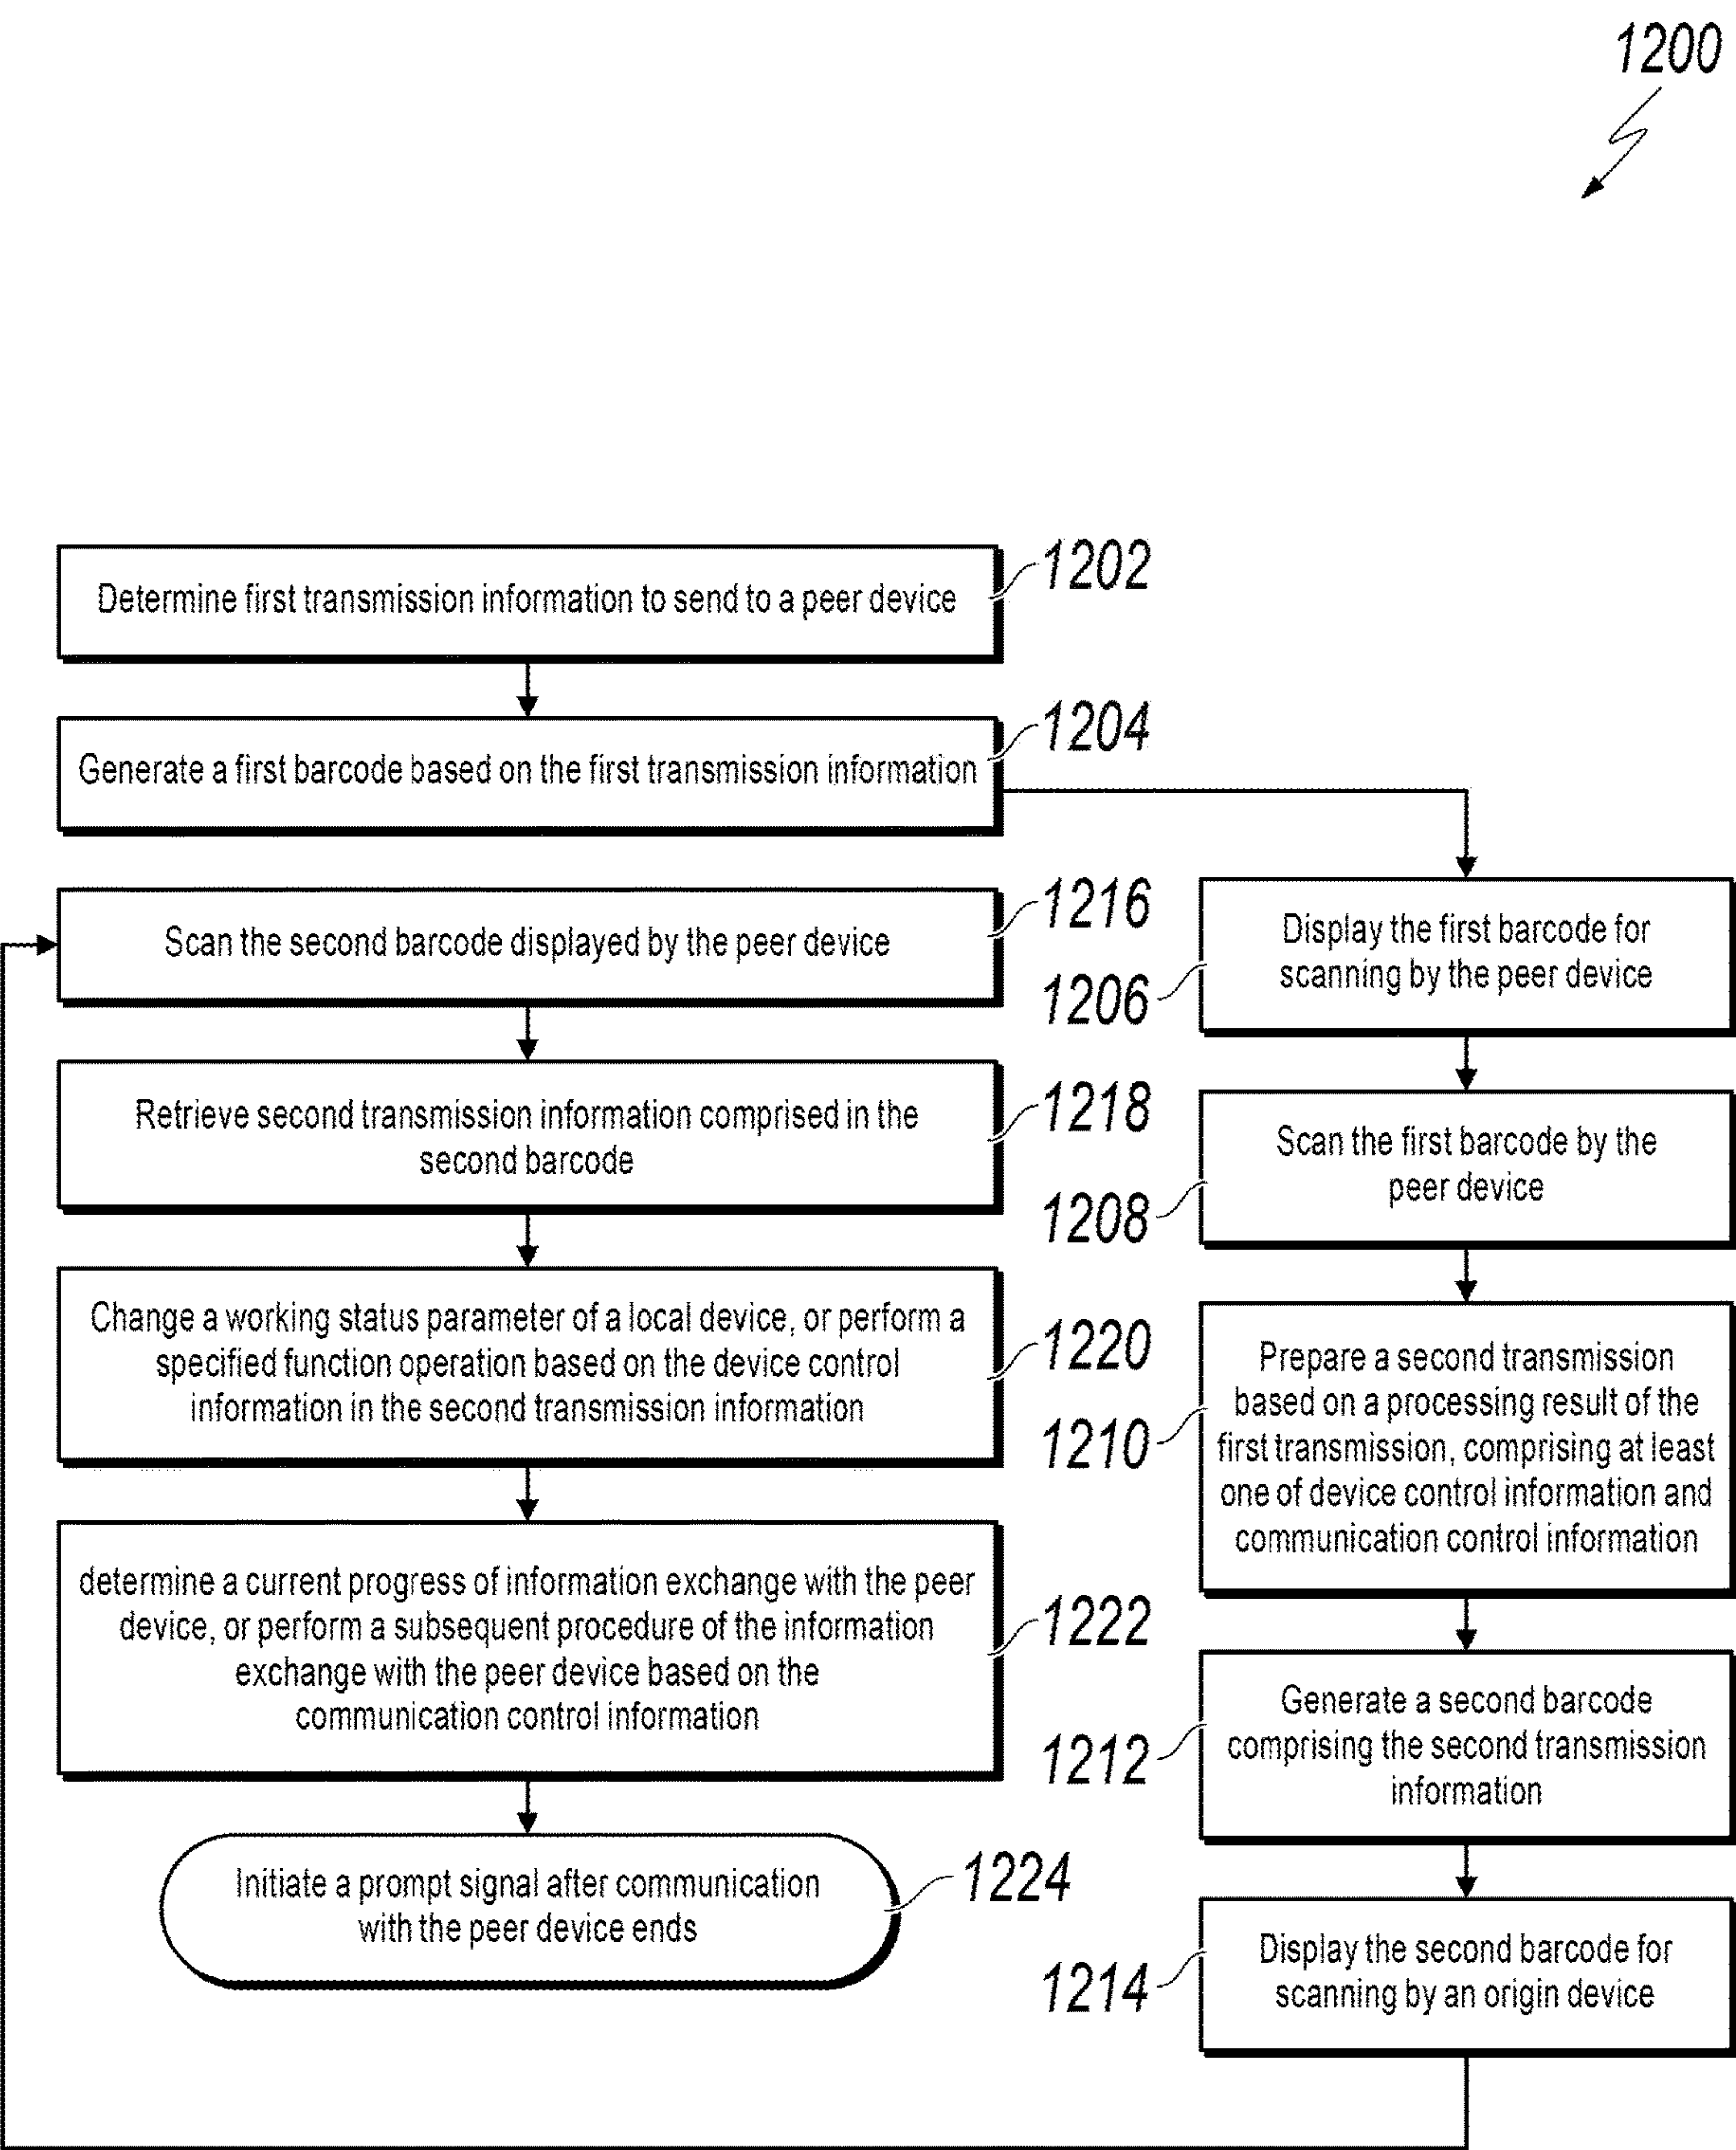 1200
Determine first transmission information to send to a peer device
1202
Generate a first barcode based on the first transmission information
1204
Display the first barcode for
scanning by the peer device
1206
Scan the first barcode by the
peer device
1208
Prepare a second transmission
based on a processing result of the
first transmission, comprising at least
one of device control information and
communication control information
1210
Generate a second barcode
comprising the second transmission
information
1212
Display the second barcode for
scanning by an origin device
1214
Scan the second barcode displayed by the peer device
1216
Retrieve second transmission information comprised in the
second barcode
1218
Change a working status parameter of a local device, or perform a
specified function operation based on the device control
information in the second transmission information
1220
determine a current progress of information exchange with the peer
device, or perform a subsequent procedure of the information
exchange with the peer device based on the
communication control information
1222
Initiate a prompt signal after communication
with the peer device ends
1224